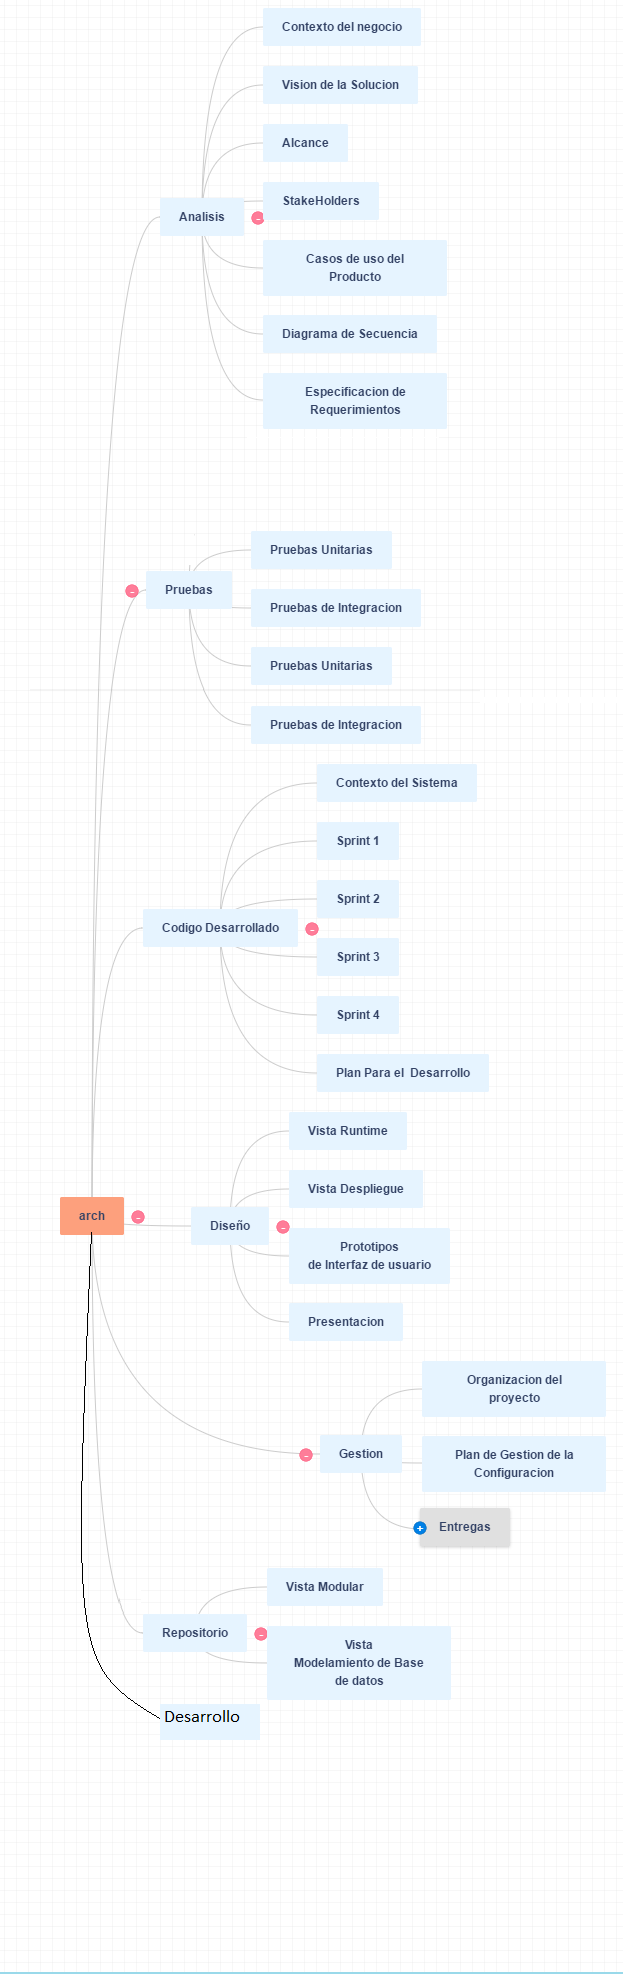 Contexto del negocio
Vision de la Solucion
Alcance
StakeHolders
Analisis
Casos de uso del
Producto
Diagrama de Secuencia
Especificacion de
Requerimientos
Pruebas Unitarias
Pruebas
Pruebas de Integracion
Pruebas Unitarias
Pruebas de Integracion
Contexto del Sistema
Sprint 1
Sprint 2
Codigo Desarrollado
Sprint 3
Sprint 4
Plan Para el  Desarrollo
Vista Runtime
Vista Despliegue
arch
Diseño
Prototipos
de Interfaz de usuario
Presentacion
Organizacion del
proyecto
Gestion
Plan de Gestion de la
Configuracion
Entregas
Vista Modular
Repositorio
Vista
Modelamiento de Base
de datos
Desarrollo